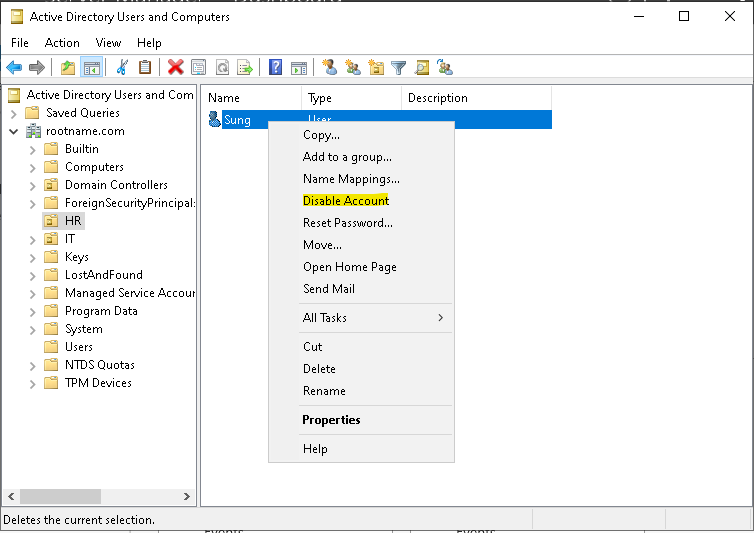 Active Directory Users and Computers
File Action View Help
Active Directory Users and Com
Saved Queries
rootname.com
Builtin
Computers
Domain Controllers
ForeignSecurityPrincipal:
HR
IT
Keys
LostAndFound
Managed Service Accour
Program Data
System
Users
NTDS Quotas
TPM Devices
Name Type Description
Sung User
Copy...
Add to a group...
Name Mappings...
Disable Account
Reset Password...
Move...
Open Home Page
Send Mail
All Tasks
Cut
Delete
Rename
Properties
Help
Deletes the current selection.